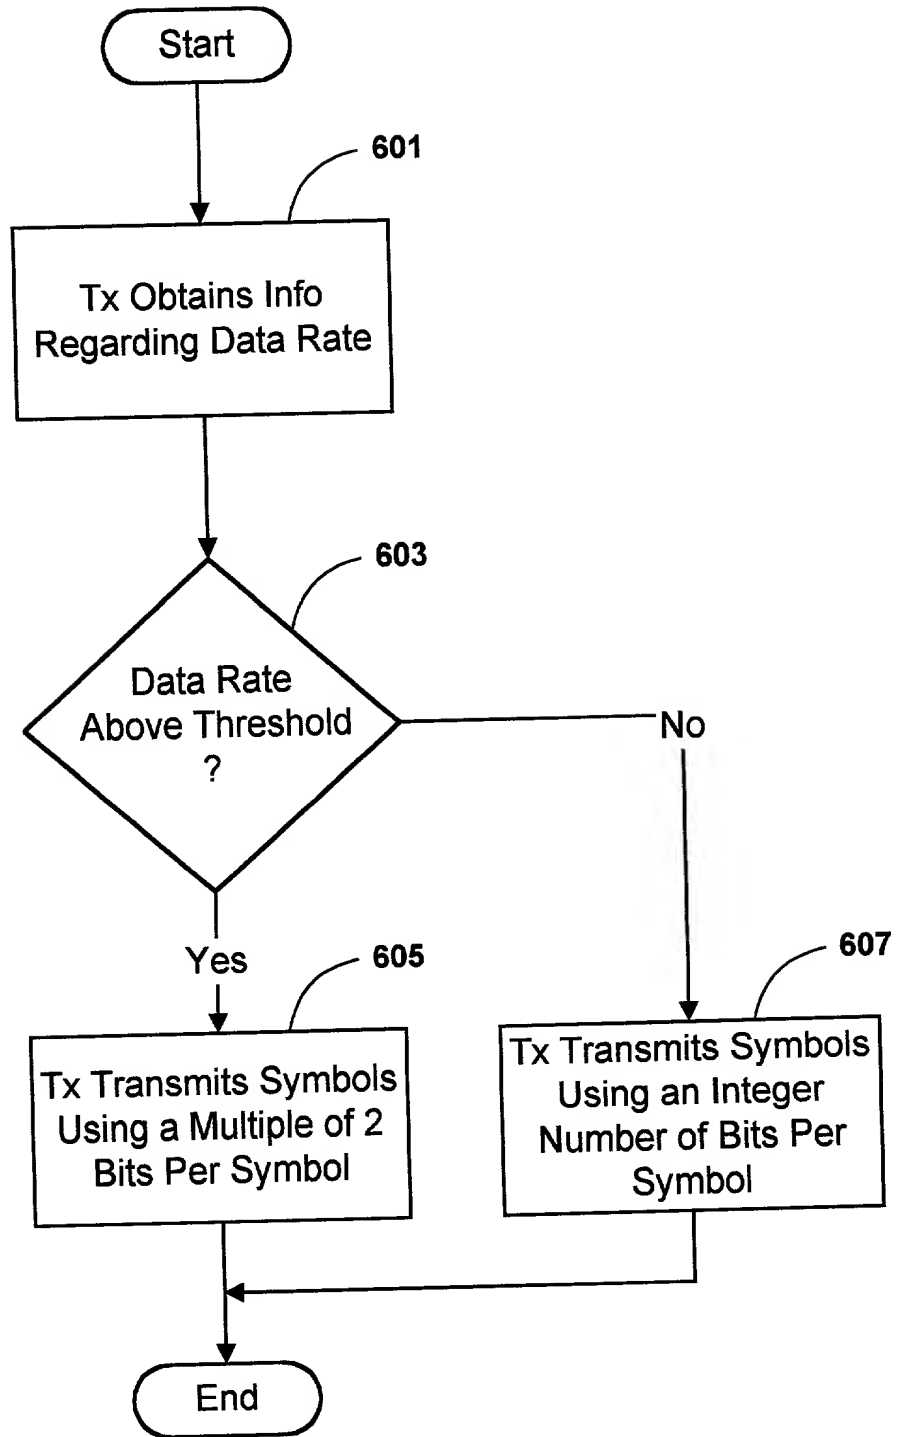 Start
601
Tx Obtains Info
Regarding Data Rate
603
Data Rate
Above Threshold
?
No
Yes
605
607
Tx Transmits Symbols
Using a Multiple of 2
Bits Per Symbol
Tx Transmits Symbols
Using an Integer
Number of Bits Per
Symbol
End